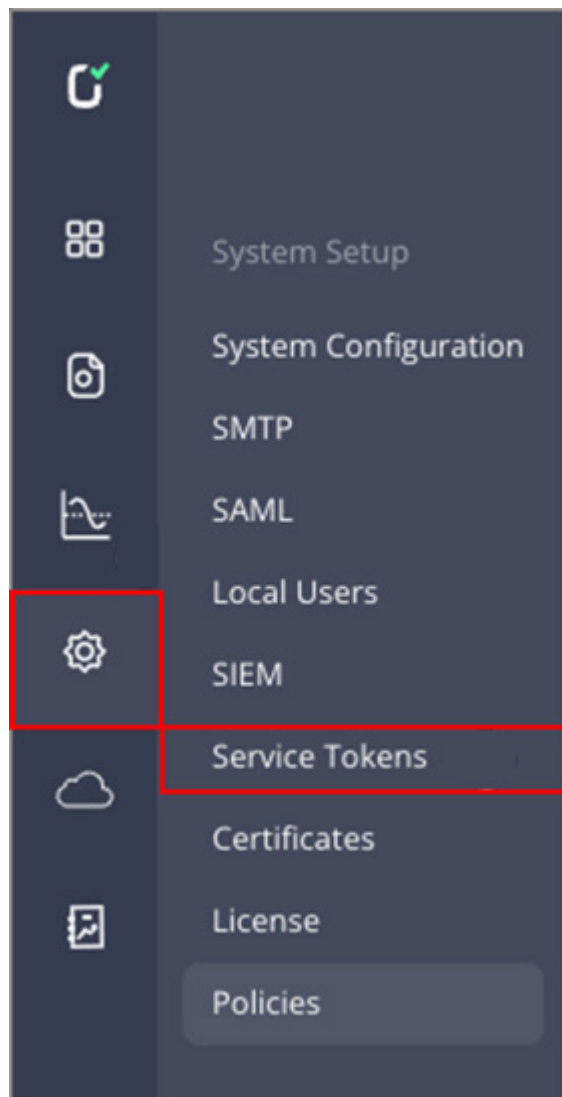 System Setup
System Configuration
SMTP
SAML
Local Users
SIEM
Service Tokens
Certificates
License
Policies